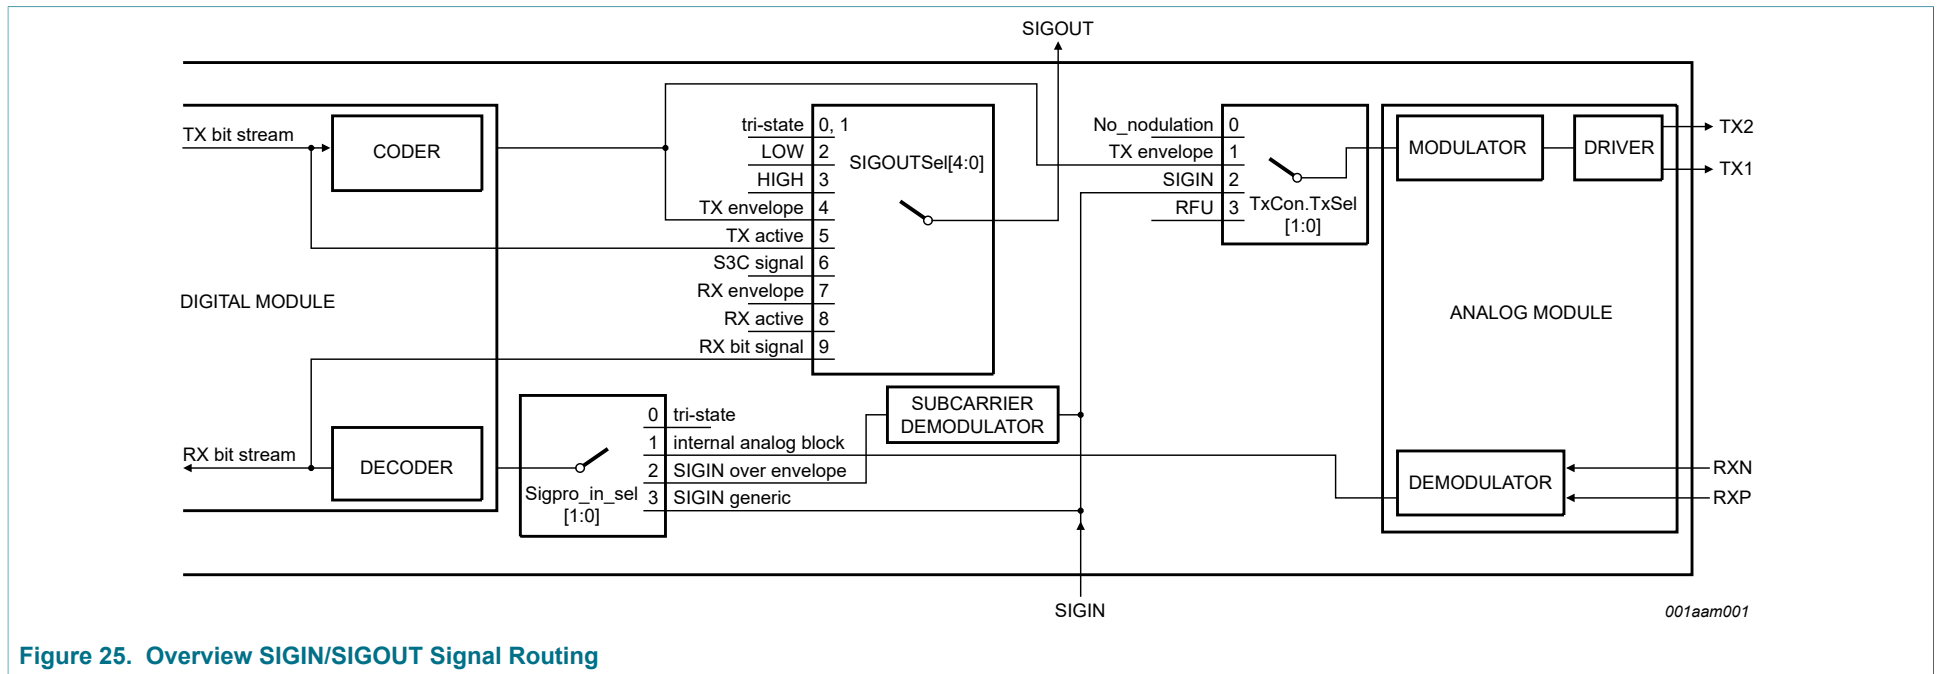 SIGOUT
TX bit stream
CODER
tri-state 0, 1
LOW 2
HIGH 3
TX envelope 4
TX active 5
S3C signal 6
RX envelope 7
RX active 8
RX bit signal 9
SIGOUTSel[4:0]
No_nodulation 0
TX envelope 1
SIGIN 2
RFU 3
TxCon.TxSel
[1:0]
MODULATOR
DRIVER
TX2
TX1
DIGITAL MODULE
ANALOG MODULE
RX bit stream
DECODER
Sigpro_in_sel
[1:0]
0 tri-state
1 internal analog block
2 SIGIN over envelope
3 SIGIN generic
SUBCARRIER
DEMODULATOR
DEMODULATOR
RXN
RXP
SIGIN
001aam001
Figure 25. Overview SIGIN/SIGOUT Signal Routing